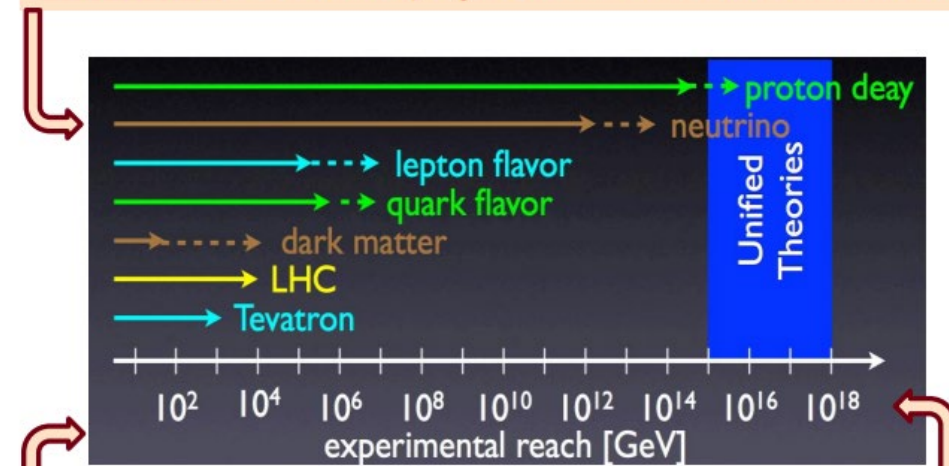 proton deay
neutrino
lepton flavor
quark flavor
dark matter
LHC
Tevatron
Unified
Theories
10² 10⁴ 10⁶ 10⁸ 10¹⁰ 10¹² 10¹⁴ 10¹⁶ 10¹⁸
experimental reach [GeV]